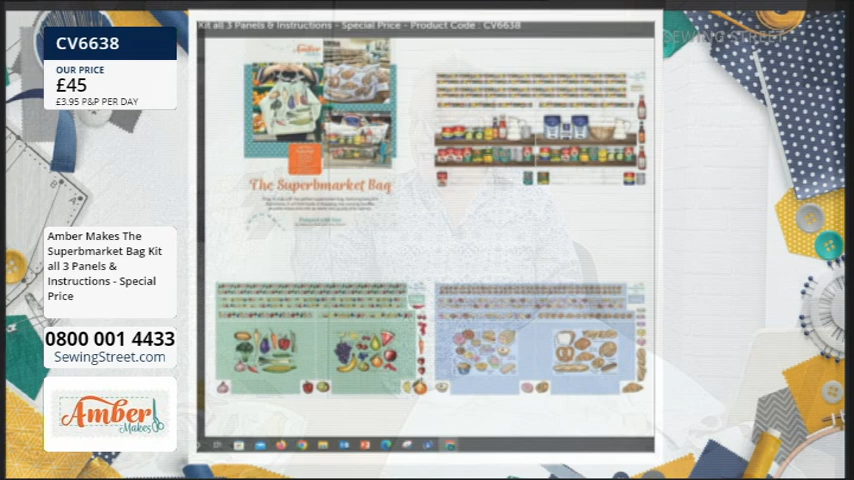 Kit all 3 Panels & Instructions - Special Price - Product Code : CV6638
SEWING STREET
CV6638
OUR PRICE
£45
£3.95 P&P PER DAY
Amber
The Superbmarket Bag
Amber Makes The
Superbmarket Bag Kit
all 3 Panels &
Instructions - Special
Price
0800 001 4433
SewingStreet.com
Amber
Makes